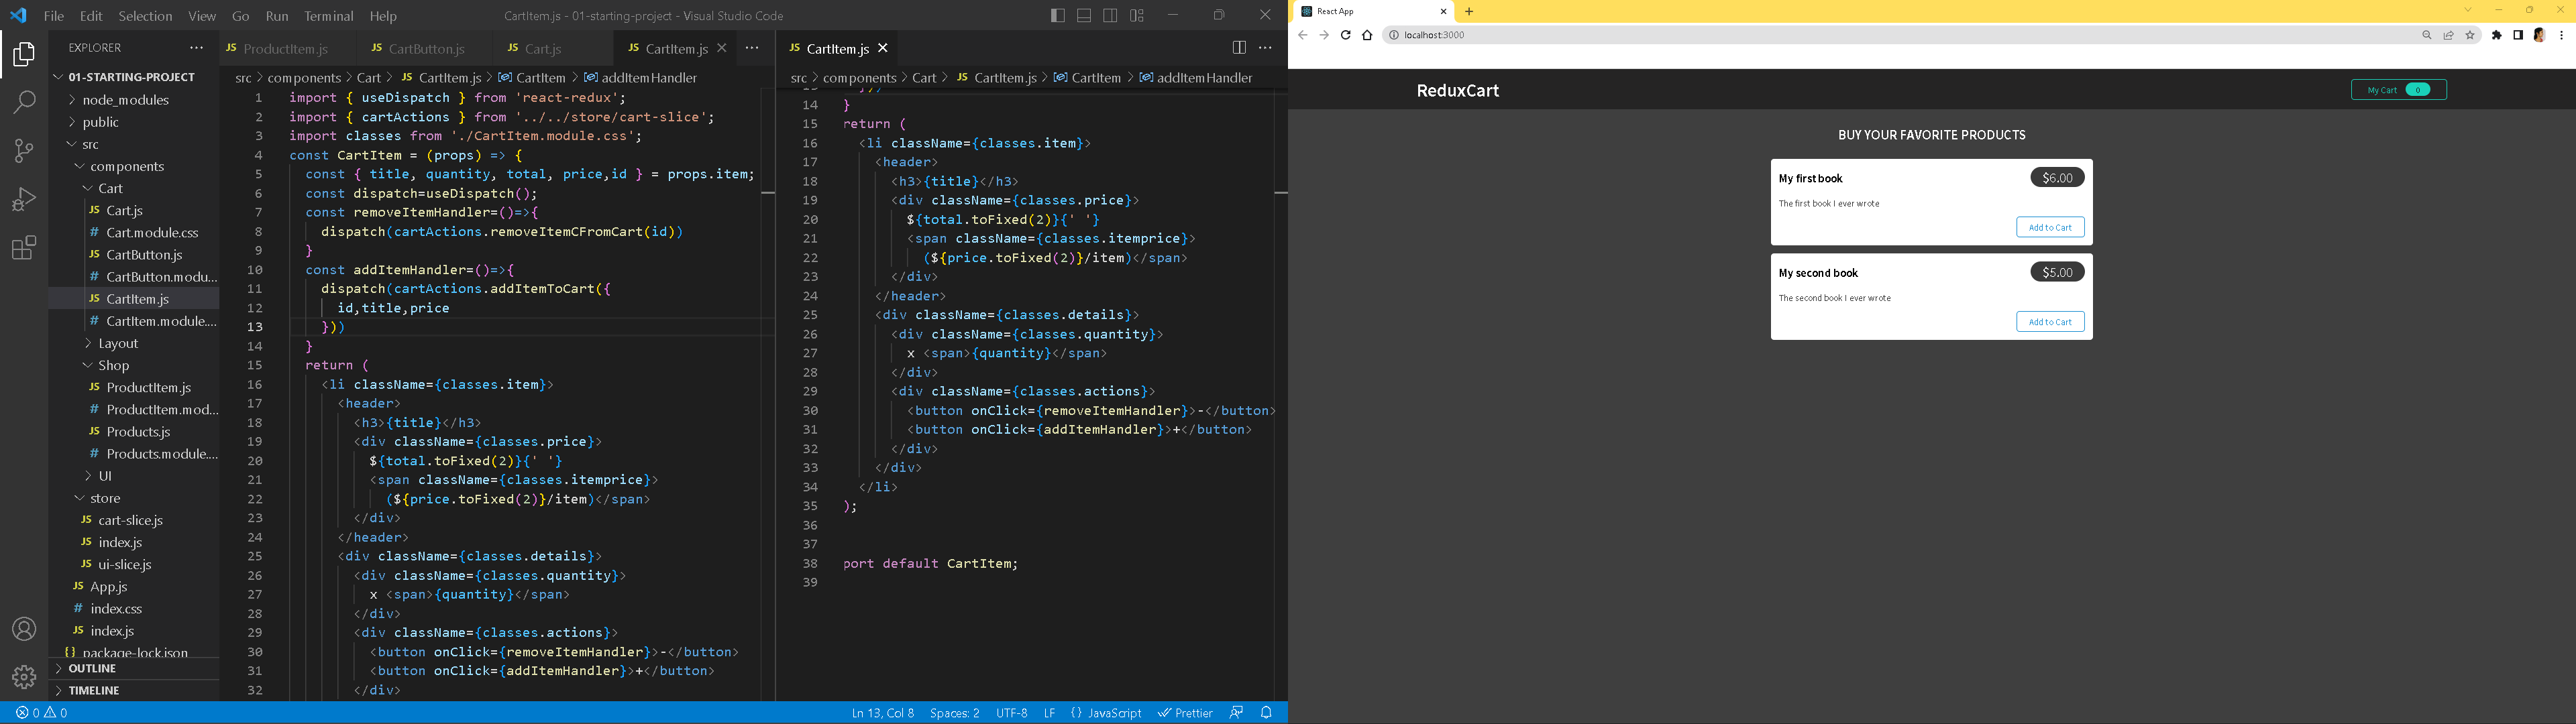 File Edit Selection View Go Run Terminal Help CartItem.js - 01-starting-project - Visual Studio Code
EXPLORER ...
01-STARTING-PROJECT
node_modules
public
src
components
Cart
JS Cart.js
# Cart.module.css
JS CartButton.js
# CartButton.modu...
JS CartItem.js
# CartItem.module....
Layout
Shop
JS ProductItem.js
# ProductItem.mod...
JS Products.js
# Products.module....
UI
store
JS cart-slice.js
JS index.js
JS ui-slice.js
JS App.js
# index.css
JS index.js
{} package-lock.json
OUTLINE
TIMELINE
JS ProductItem.js JS CartButton.js JS Cart.js JS CartItem.js
src > components > Cart > JS CartItem.js > CartItem > addItemHandler
1 import { useDispatch } from 'react-redux';
2 import { cartActions } from '../../store/cart-slice';
3 import classes from './CartItem.module.css';
4 const CartItem = (props) => {
5 const { title, quantity, total, price,id } = props.item;
6 const dispatch=useDispatch();
7 const removeItemHandler=()=>{
8 dispatch(cartActions.removeItemCFromCart(id))
9 }
10 const addItemHandler=()=>{
11 dispatch(cartActions.addItemToCart({
12 id,title,price
13 }))
14 }
15 return (
16 <li className={classes.item}>
17 <header>
18 <h3>{title}</h3>
19 <div className={classes.price}>
20 ${total.toFixed(2)}{' '}
21 <span className={classes.itemprice}>
22 (${price.toFixed(2)}/item)</span>
23 </div>
24 </header>
25 <div className={classes.details}>
26 <div className={classes.quantity}>
27 x <span>{quantity}</span>
28 </div>
29 <div className={classes.actions}>
30 <button onClick={removeItemHandler}>-</button>
31 <button onClick={addItemHandler}>+</button>
32 </div>
JS CartItem.js
src > components > Cart > JS CartItem.js > CartItem > addItemHandler
13 }))
14 }
15 return (
16 <li className={classes.item}>
17 <header>
18 <h3>{title}</h3>
19 <div className={classes.price}>
20 ${total.toFixed(2)}{' '}
21 <span className={classes.itemprice}>
22 (${price.toFixed(2)}/item)</span>
23 </div>
24 </header>
25 <div className={classes.details}>
26 <div className={classes.quantity}>
27 x <span>{quantity}</span>
28 </div>
29 <div className={classes.actions}>
30 <button onClick={removeItemHandler}>-</button>
31 <button onClick={addItemHandler}>+</button>
32 </div>
33 </div>
34 </li>
35 );
36
37
38 port default CartItem;
39
0 0 Ln 13, Col 8 Spaces: 2 UTF-8 LF {} JavaScript Prettier
React App
localhost:3000
ReduxCart My Cart 0
BUY YOUR FAVORITE PRODUCTS
My first book $6.00
The first book I ever wrote
Add to Cart
My second book $5.00
The second book I ever wrote
Add to Cart